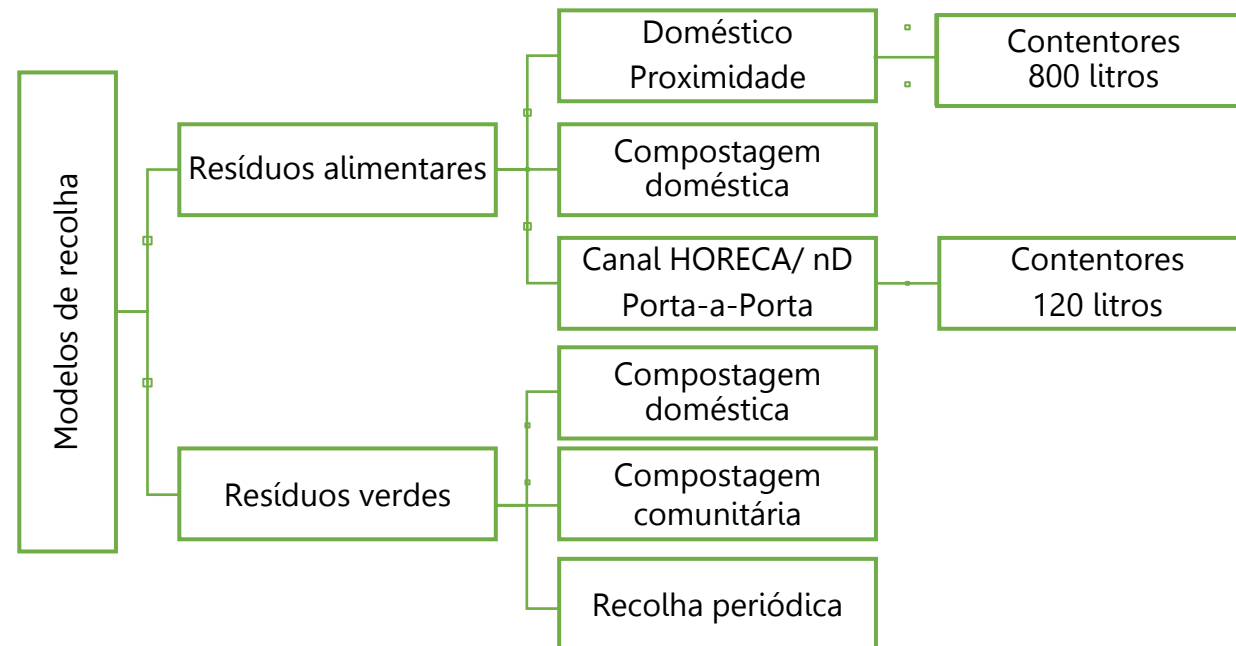 Modelos de recolha
Resíduos alimentares
Doméstico
Proximidade
Contentores
800 litros
Compostagem
doméstica
Canal HORECA/ nD
Porta-a-Porta
Contentores
120 litros
Resíduos verdes
Compostagem
doméstica
Compostagem
comunitária
Recolha periódica